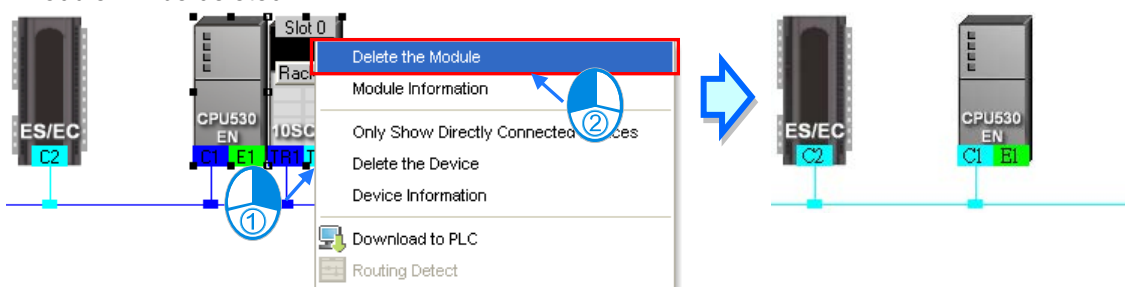 Slot 0
Delete the Module
Rac
Module Information
CPU530
EN
10SC
ES/EC
C2
C1 E1 TR1 T
Only Show Directly Connected
ces
Delete the Device
Device Information
Download to PLC
Routing Detect
①
②
ES/EC
C2
CPU530
EN
C1 E1